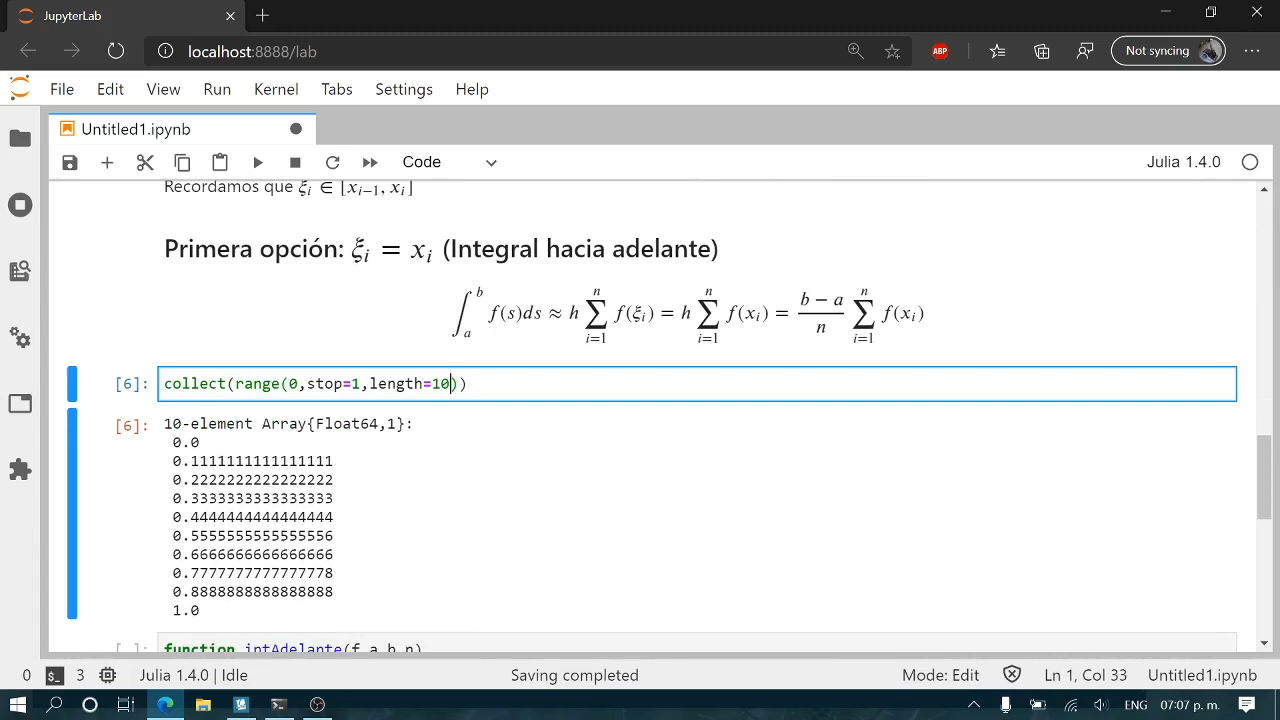 JupyterLab
localhost:8888/lab
ABP
Not syncing
File Edit View Run Kernel Tabs Settings Help
Untitled1.ipynb
Code
Julia 1.4.0
Recordamos que ξᵢ ∈ [xᵢ₋₁, xᵢ]
Primera opción: ξᵢ = xᵢ (Integral hacia adelante)
∫ₐᵇ f(s)ds ≈ h ∑ᵢ₌₁ⁿ f(ξᵢ) = h ∑ᵢ₌₁ⁿ f(xᵢ) = (b − a)/n ∑ᵢ₌₁ⁿ f(xᵢ)
[6]: collect(range(0,stop=1,length=10))
[6]: 10-element Array{Float64,1}:
0.0
0.1111111111111111
0.2222222222222222
0.3333333333333333
0.4444444444444444
0.5555555555555556
0.6666666666666666
0.7777777777777778
0.8888888888888888
1.0
[ ]: function intAdelante(f,a,b,n)
0 $_ 3 Julia 1.4.0 | Idle Saving completed Mode: Edit Ln 1, Col 33 Untitled1.ipynb
ENG 07:07 p. m.